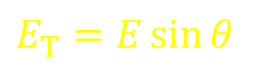 E_T = E sin θ